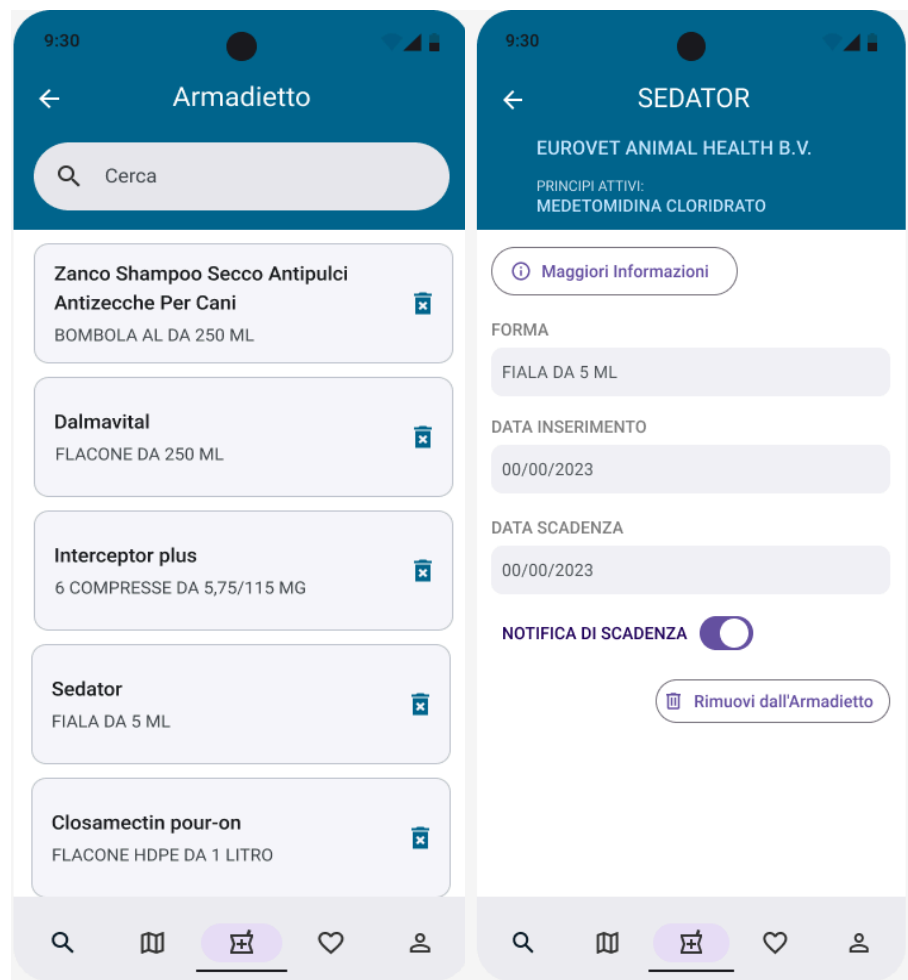 9:30
Armadietto
Cerca
Zanco Shampoo Secco Antipulci
Antizecche Per Cani
BOMBOLA AL DA 250 ML
Dalmavital
FLACONE DA 250 ML
Interceptor plus
6 COMPRESSE DA 5,75/115 MG
Sedator
FIALA DA 5 ML
Closamectin pour-on
FLACONE HDPE DA 1 LITRO
9:30
SEDATOR
EUROVET ANIMAL HEALTH B.V.
PRINCIPI ATTIVI:
MEDETOMIDINA CLORIDRATO
Maggiori Informazioni
FORMA
FIALA DA 5 ML
DATA INSERIMENTO
00/00/2023
DATA SCADENZA
00/00/2023
NOTIFICA DI SCADENZA
Rimuovi dall'Armadietto